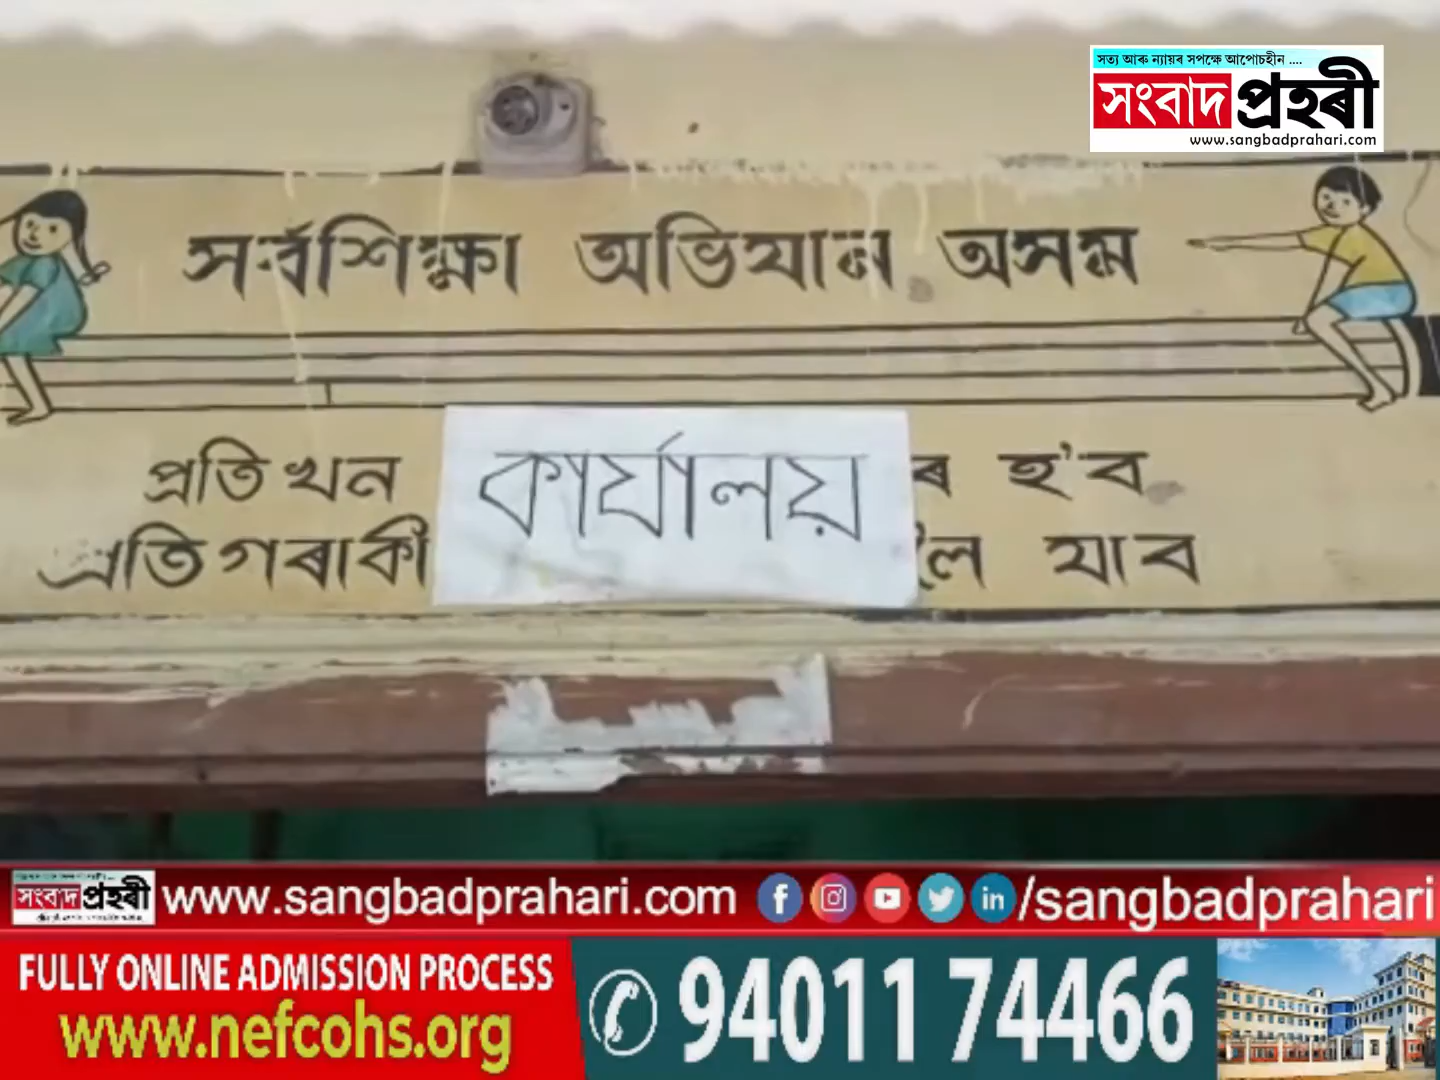 সত্য আৰু ন্যায়ৰ সপক্ষে আপোচহীন ....
সংবাদ প্ৰহৰী
www.sangbadprahari.com
সৰ্বশিক্ষা অভিযান অসম
প্ৰতি খন
কাৰ্যালয়
ৰ হ'ব
প্ৰতি গৰাকী
লৈ যাব
সংবাদ প্ৰহৰী www.sangbadprahari.com /sangbadprahari
FULLY ONLINE ADMISSION PROCESS
www.nefcohs.org
94011 74466